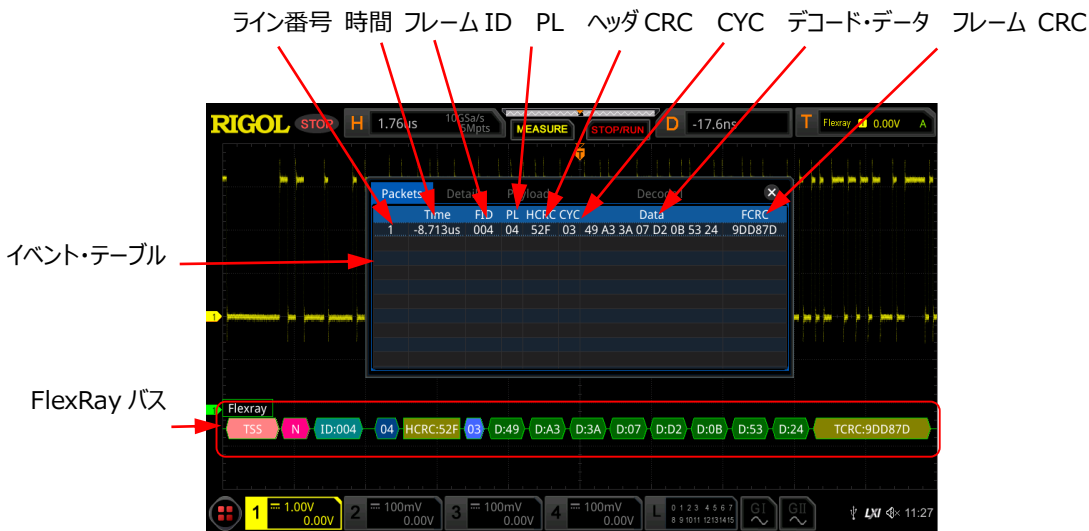 ライン番号 時間 フレーム ID PL ヘッダ CRC CYC デコード・データ フレーム CRC
RIGOL STOP H 1.76us 10GSa/s 5Mpts MEASURE STOP/RUN D -17.6ns T Flexray 0.00V A
T
Packets Details Payload Decode1
Time FID PL HCRC CYC Data FCRC
1 -8.713us 004 04 52F 03 49 A3 3A 07 D2 0B 53 24 9DD87D
イベント・テーブル
1
FlexRay バス
Flexray
TSS N ID:004 04 HCRC:52F 03 D:49 D:A3 D:3A D:07 D:D2 D:0B D:53 D:24 TCRC:9DD87D
1 1.00V 2 100mV 3 100mV 4 100mV L 0 1 2 3 4 5 6 7 GI GII
0.00V 0.00V 0.00V 0.00V 8 9 10 11 12 13 14 15 LXI 11:27